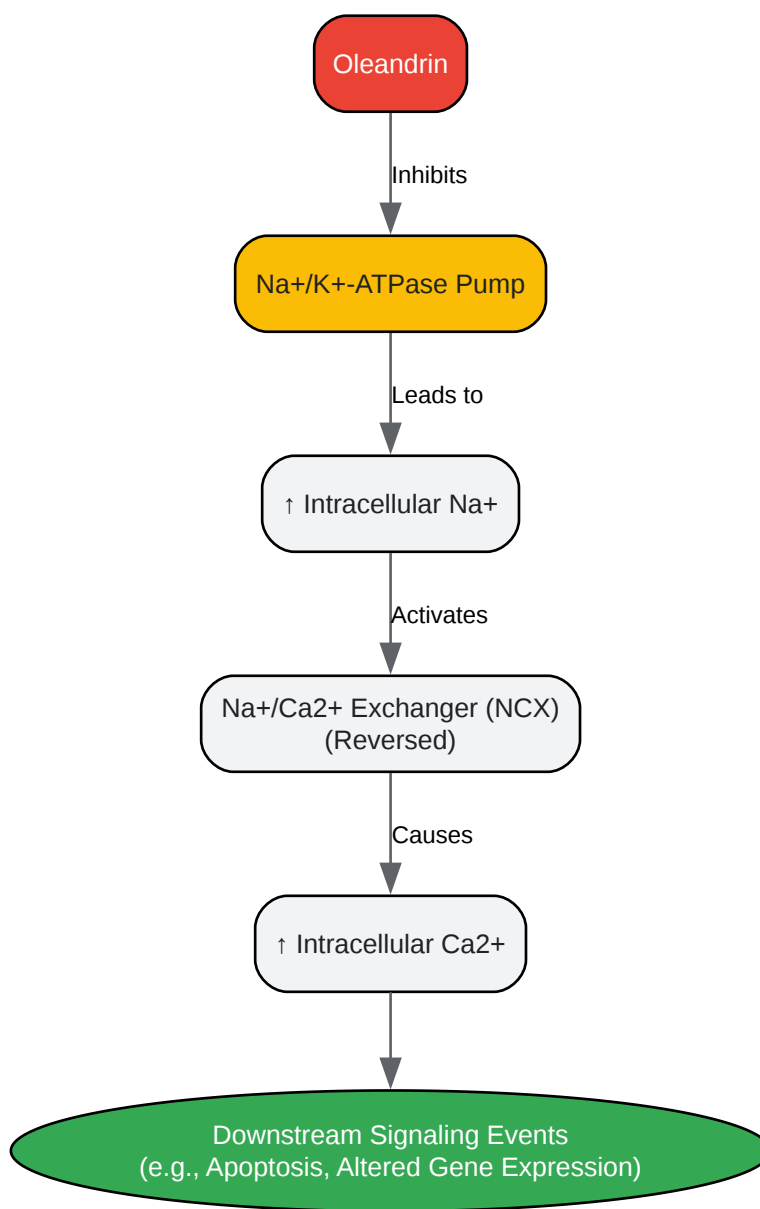 Oleandrin
Inhibits
Na+/K+-ATPase Pump
Leads to
↑ Intracellular Na+
Activates
Na+/Ca2+ Exchanger (NCX)
(Reversed)
Causes
↑ Intracellular Ca2+
Downstream Signaling Events
(e.g., Apoptosis, Altered Gene Expression)